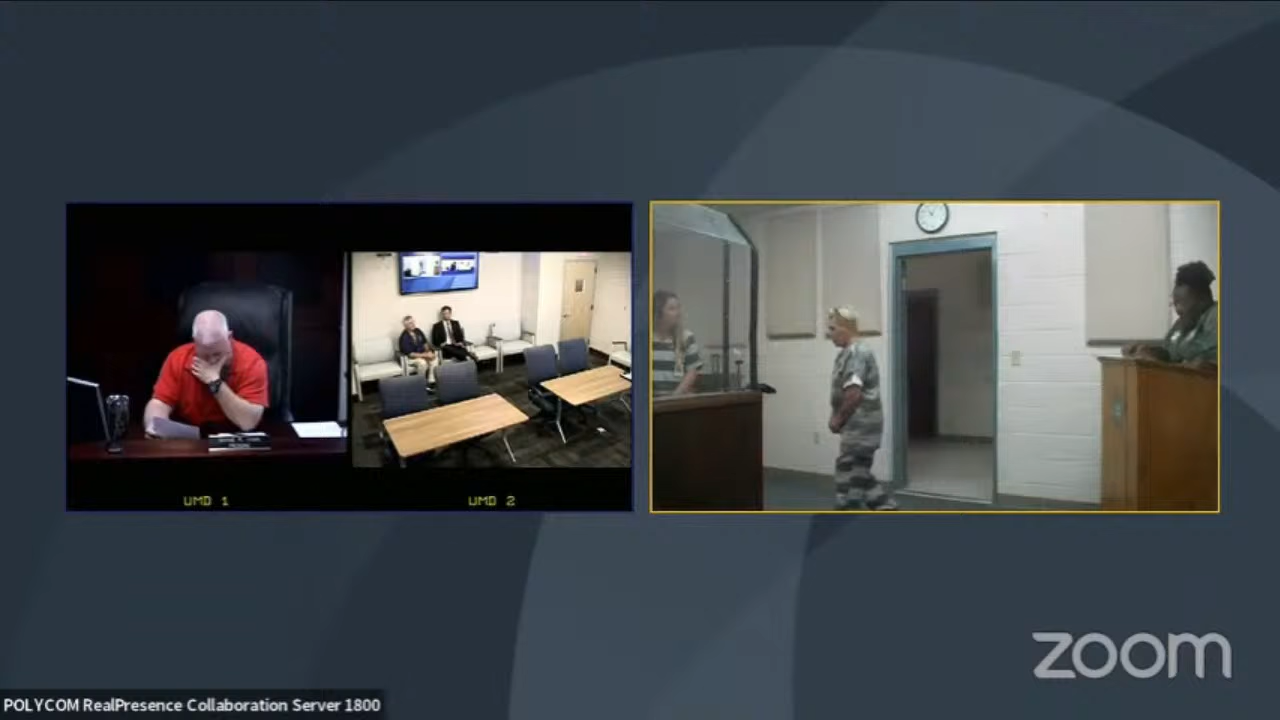 UMD 1
UMD 2
zoom
POLYCOM RealPresence Collaboration Server 1800